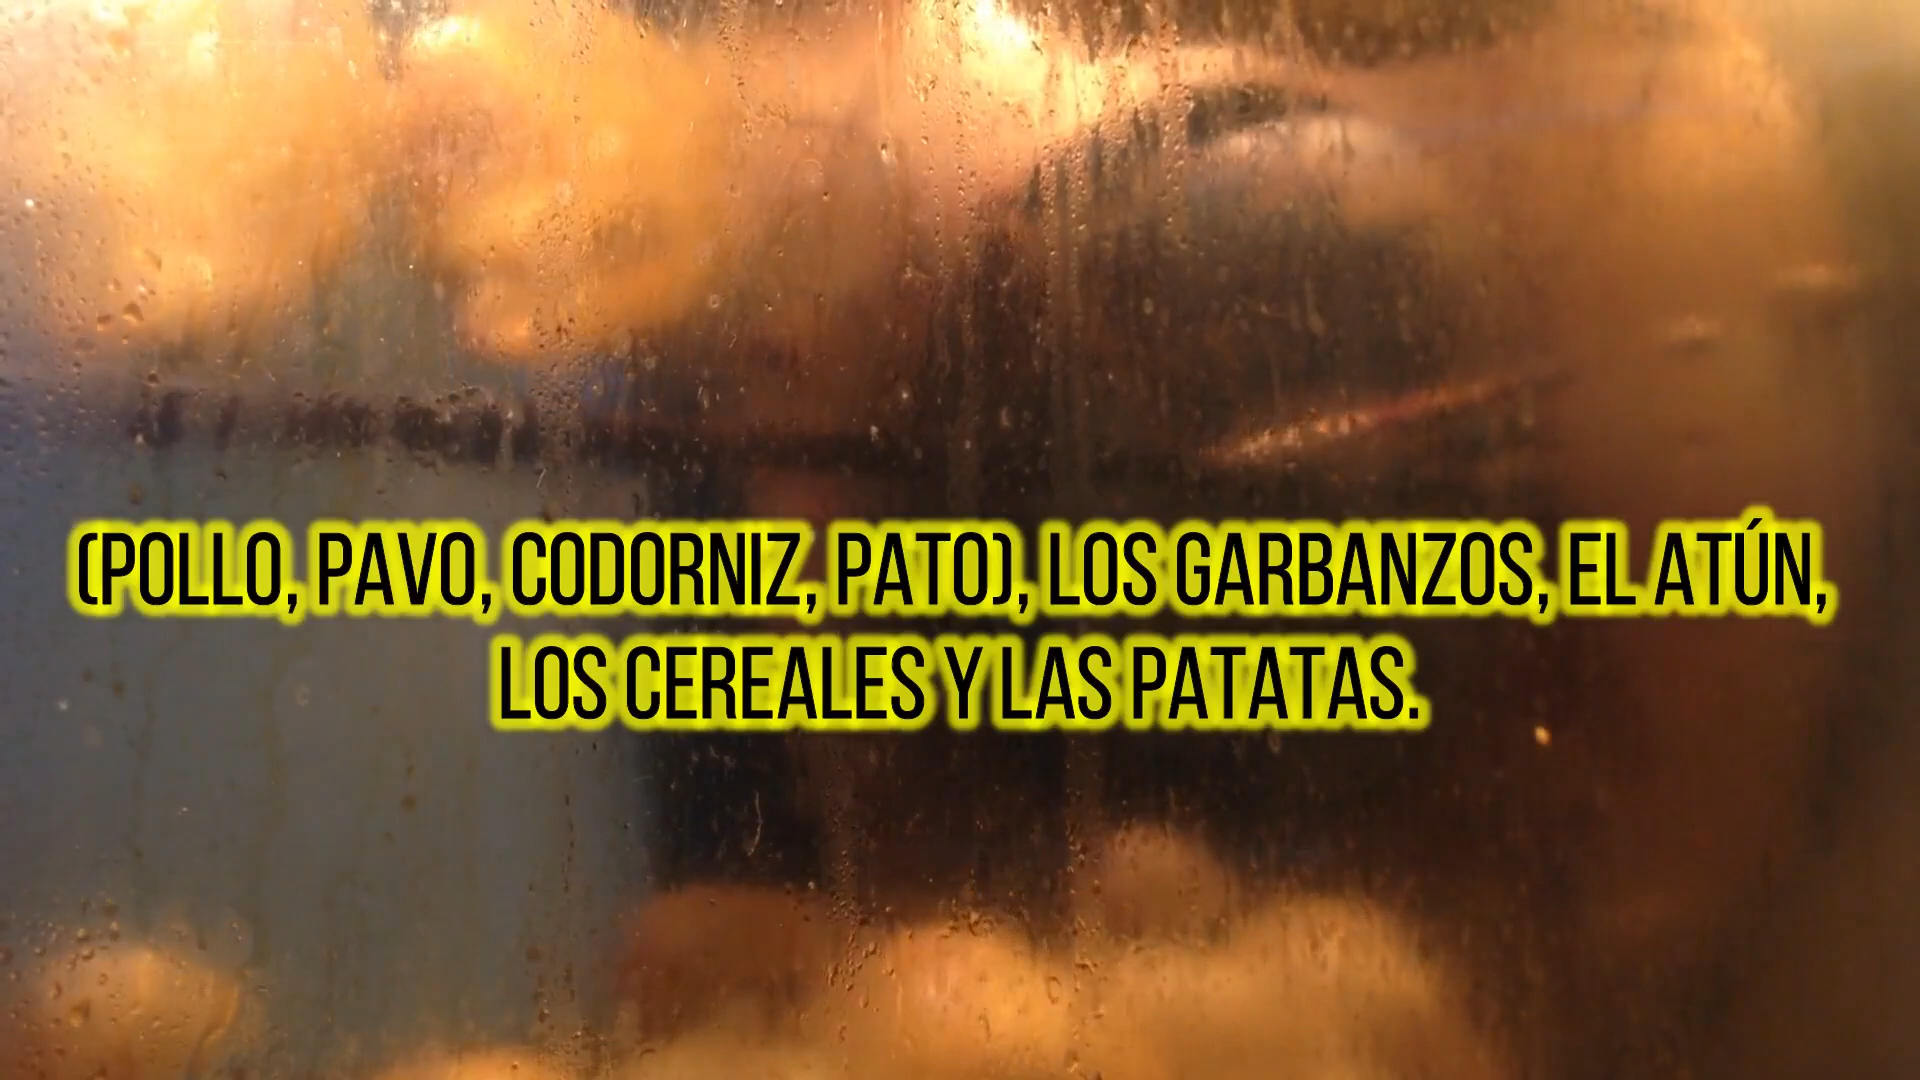 (POLLO, PAVO, CODORNIZ, PATO), LOS GARBANZOS, EL ATÚN,
LOS CEREALES Y LAS PATATAS.